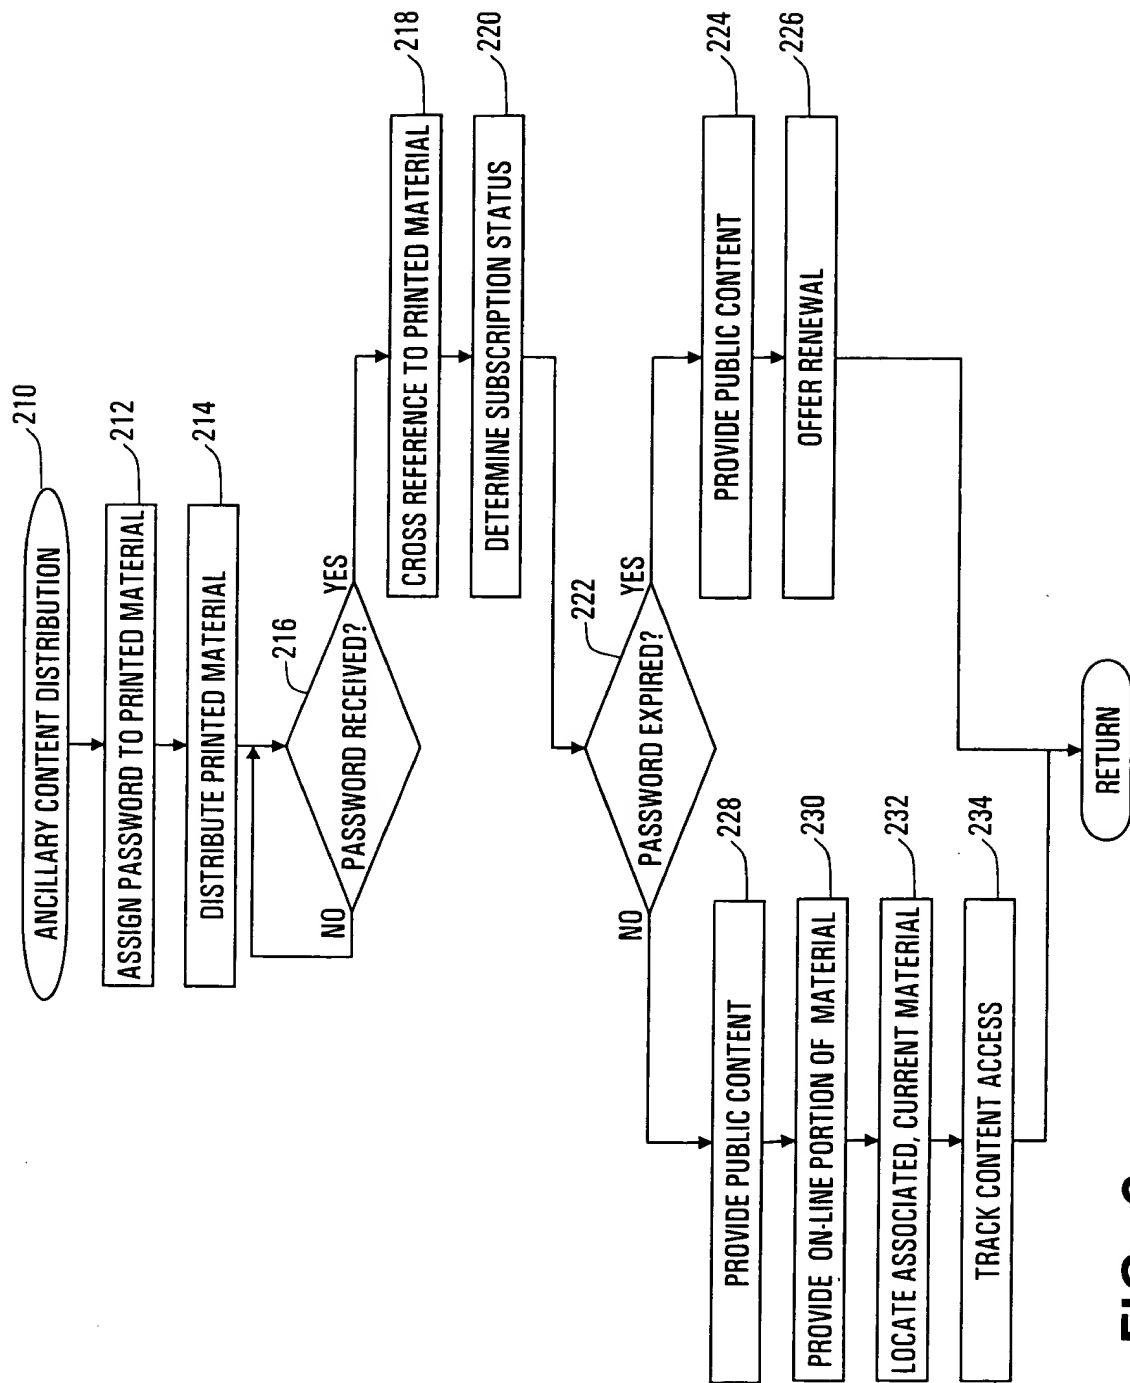 ANCILLARY CONTENT DISTRIBUTION
210
ASSIGN PASSWORD TO PRINTED MATERIAL
212
DISTRIBUTE PRINTED MATERIAL
214
PASSWORD RECEIVED?
216
NO
YES
CROSS REFERENCE TO PRINTED MATERIAL
218
DETERMINE SUBSCRIPTION STATUS
220
PASSWORD EXPIRED?
222
NO
YES
PROVIDE PUBLIC CONTENT
224
OFFER RENEWAL
226
PROVIDE PUBLIC CONTENT
228
PROVIDE ON-LINE PORTION OF MATERIAL
230
LOCATE ASSOCIATED, CURRENT MATERIAL
232
TRACK CONTENT ACCESS
234
RETURN